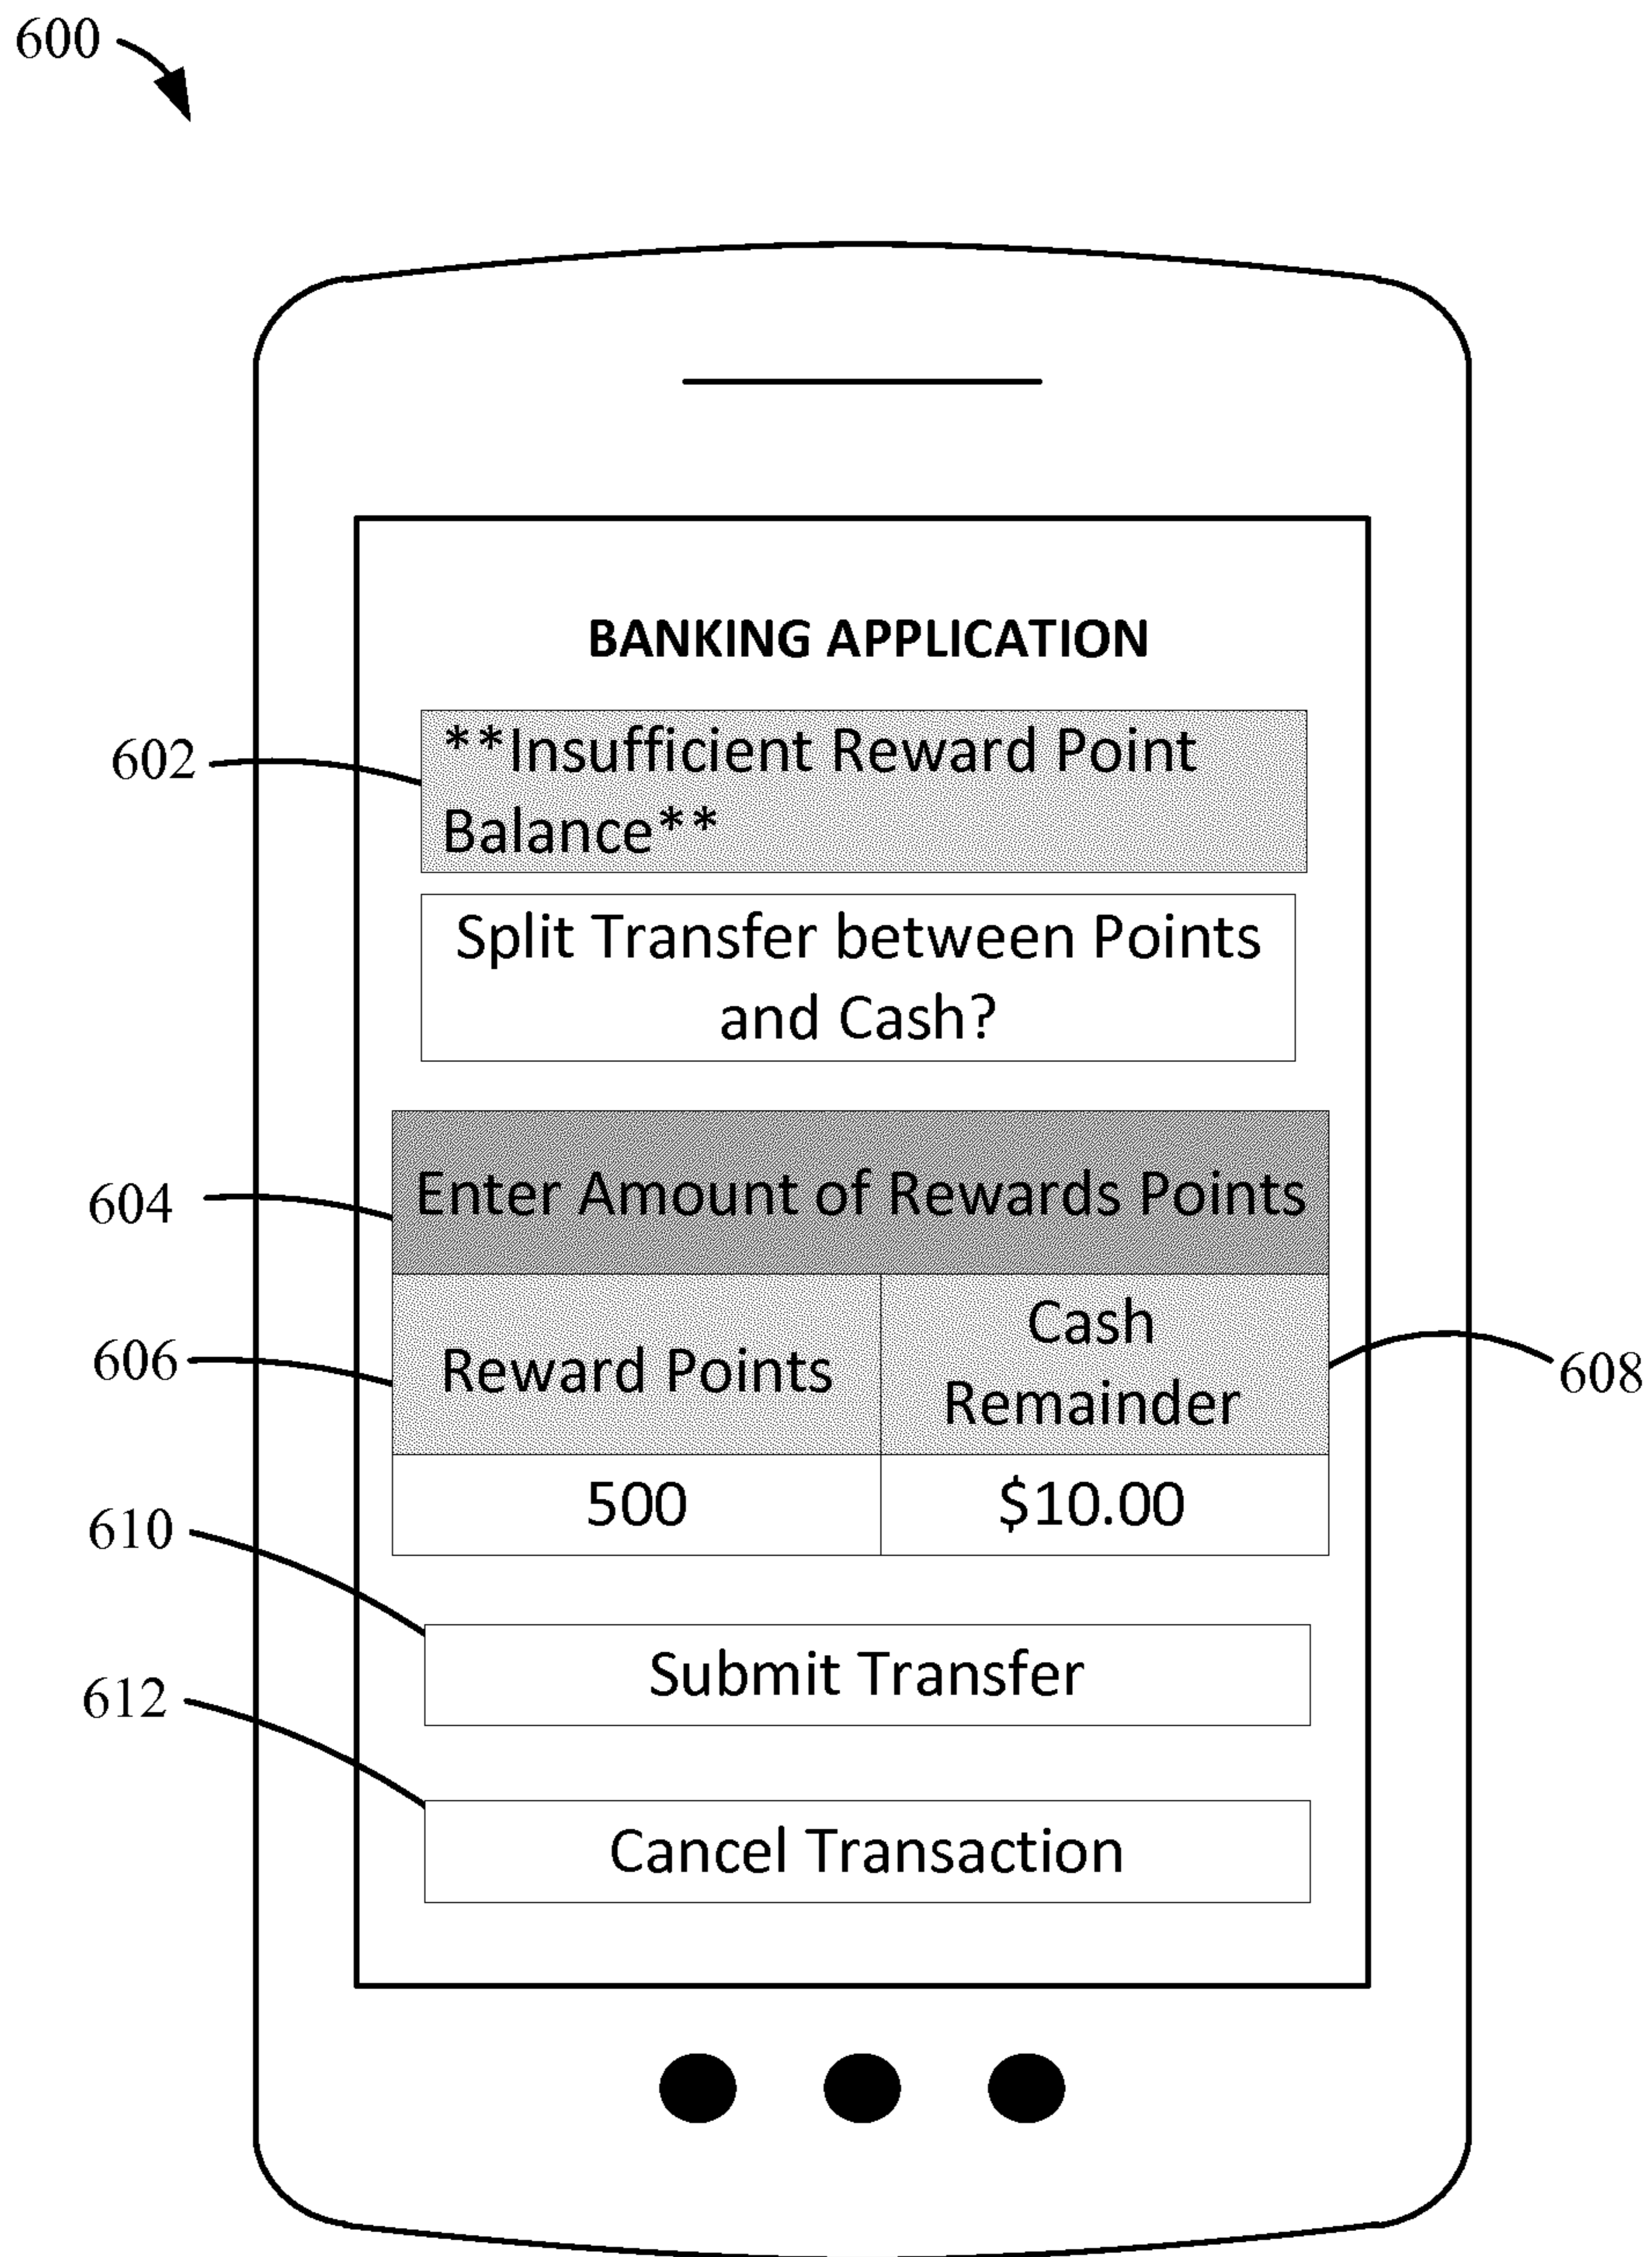 600
BANKING APPLICATION
602
**Insufficient Reward Point
Balance**
Split Transfer between Points
and Cash?
604
Enter Amount of Rewards Points
606
Reward Points
Cash
Remainder
608
500
$10.00
610
Submit Transfer
612
Cancel Transaction